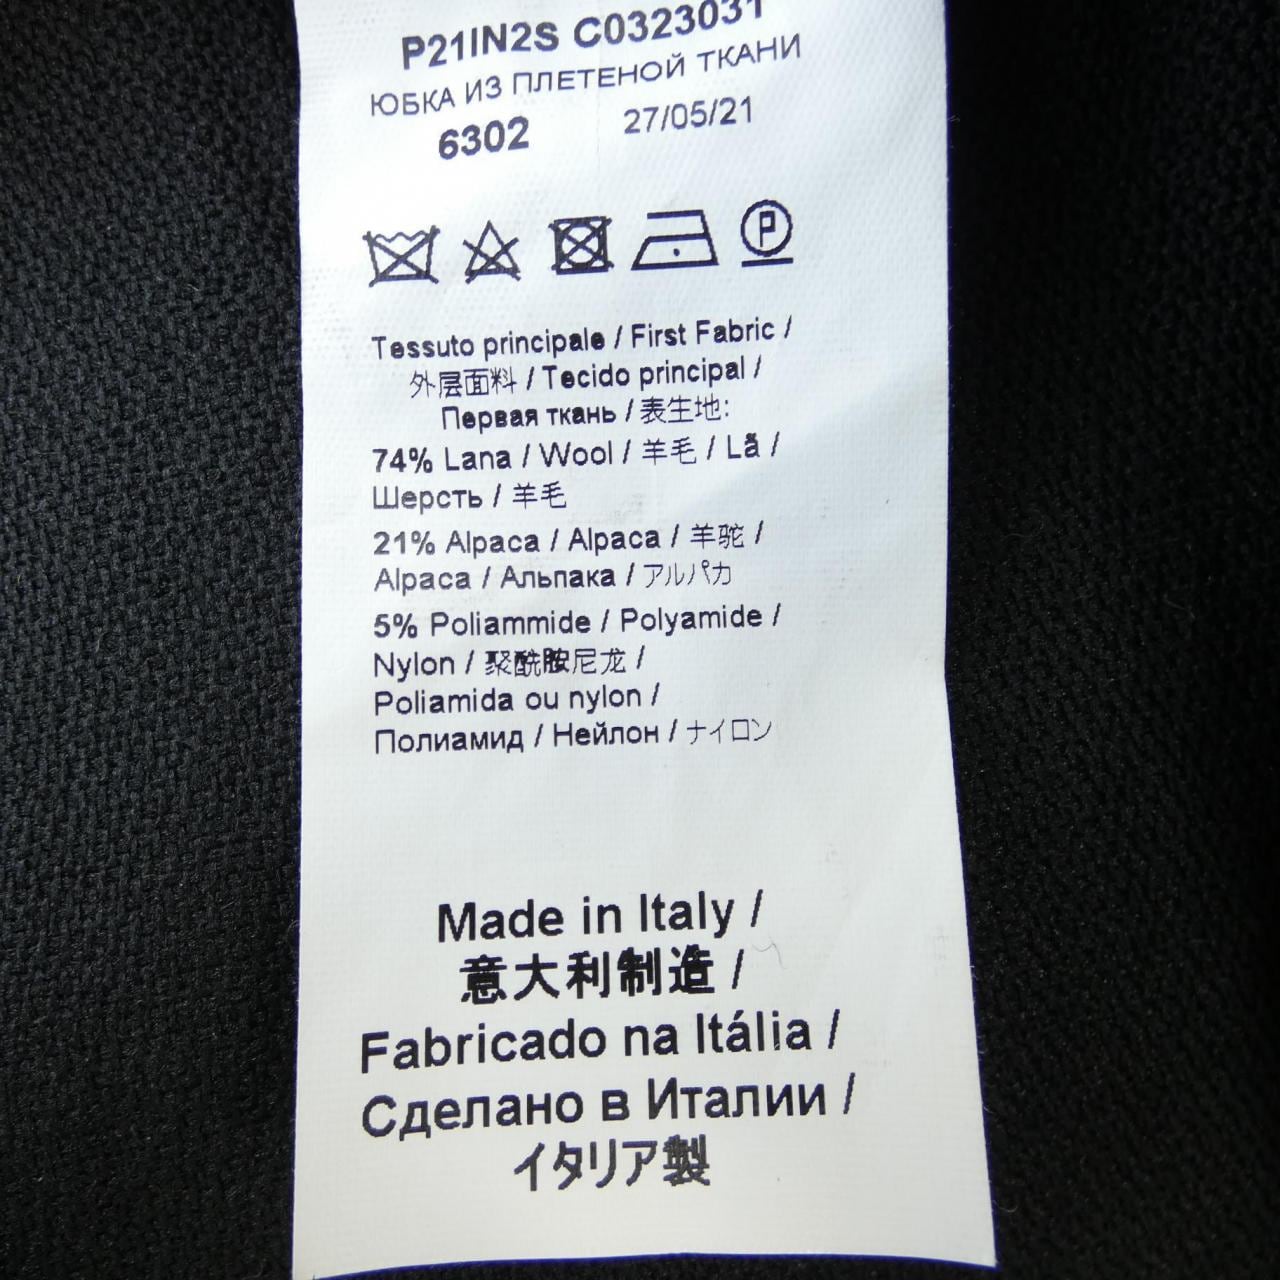 P21IN2S C0323031
ЮБКА ИЗ ПЛЕТЕНОЙ ТКАНИ
6302 27/05/21
P
Tessuto principale / First Fabric /
外层面料 / Tecido principal /
Первая ткань / 表生地:
74% Lana / Wool / 羊毛 / Lã /
Шерсть / 羊毛
21% Alpaca / Alpaca / 羊驼 /
Alpaca / Альпака / アルパカ
5% Poliammide / Polyamide /
Nylon / 聚酰胺尼龙 /
Poliamida ou nylon /
Полиамид / Нейлон / ナイロン
Made in Italy /
意大利制造 /
Fabricado na Itália /
Сделано в Италии /
イタリア製